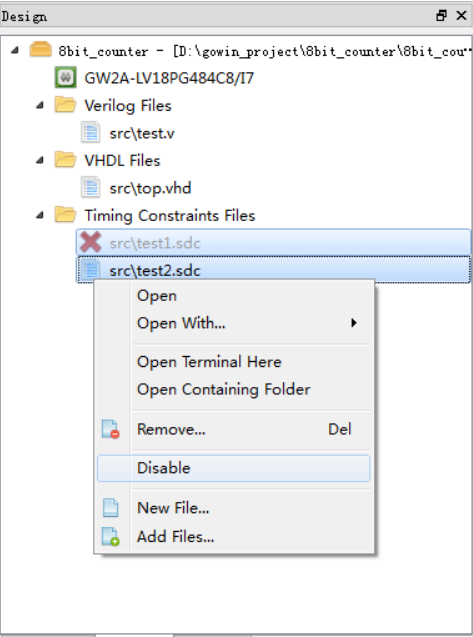 Design
8bit_counter - [D:\gowin_project\8bit_counter\8bit_cou
GW2A-LV18PG484C8/I7
Verilog Files
src\test.v
VHDL Files
src\top.vhd
Timing Constraints Files
src\test1.sdc
src\test2.sdc
Open
Open With...
Open Terminal Here
Open Containing Folder
Remove... Del
Disable
New File...
Add Files...